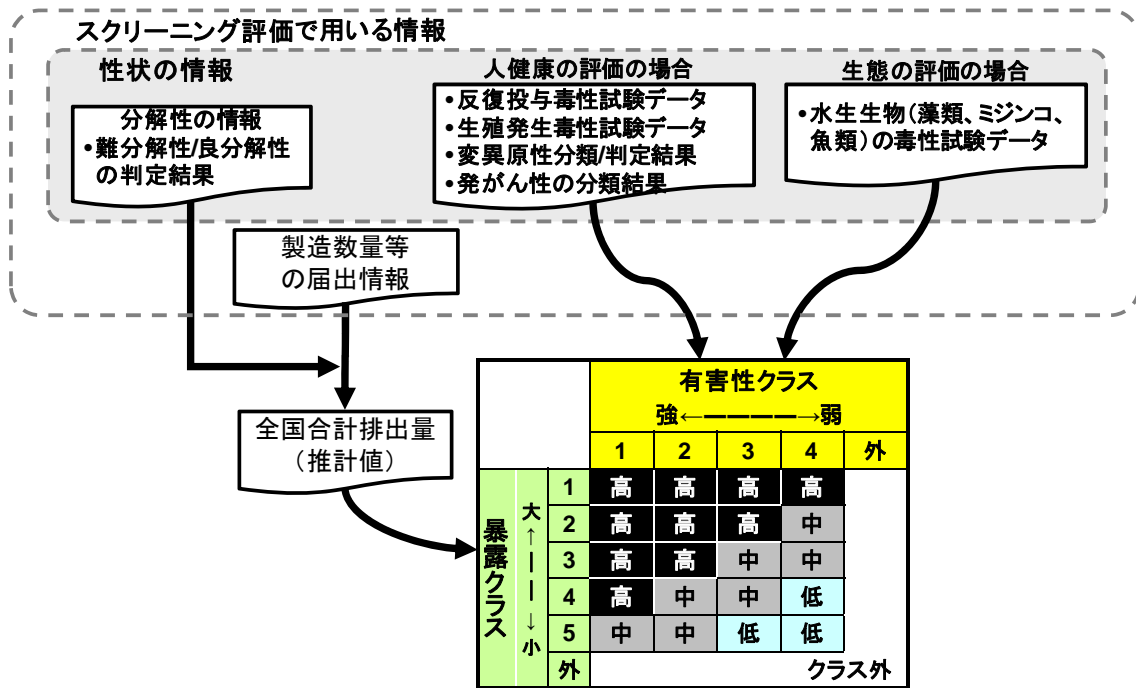 スクリーニング評価で用いる情報
性状の情報
分解性の情報
•難分解性/良分解性
の判定結果
人健康の評価の場合
•反復投与毒性試験データ
•生殖発生毒性試験データ
•変異原性分類/判定結果
•発がん性の分類結果
生態の評価の場合
•水生生物(藻類、ミジンコ、
魚類)の毒性試験データ
製造数量等
の届出情報
全国合計排出量
(推計値)
有害性クラス
強←ーーーー→弱
1 2 3 4 外
暴露クラス
大↑ーー↓小
1 高 高 高 高
2 高 高 高 中
3 高 高 中 中
4 高 中 中 低
5 中 中 低 低
外 クラス外